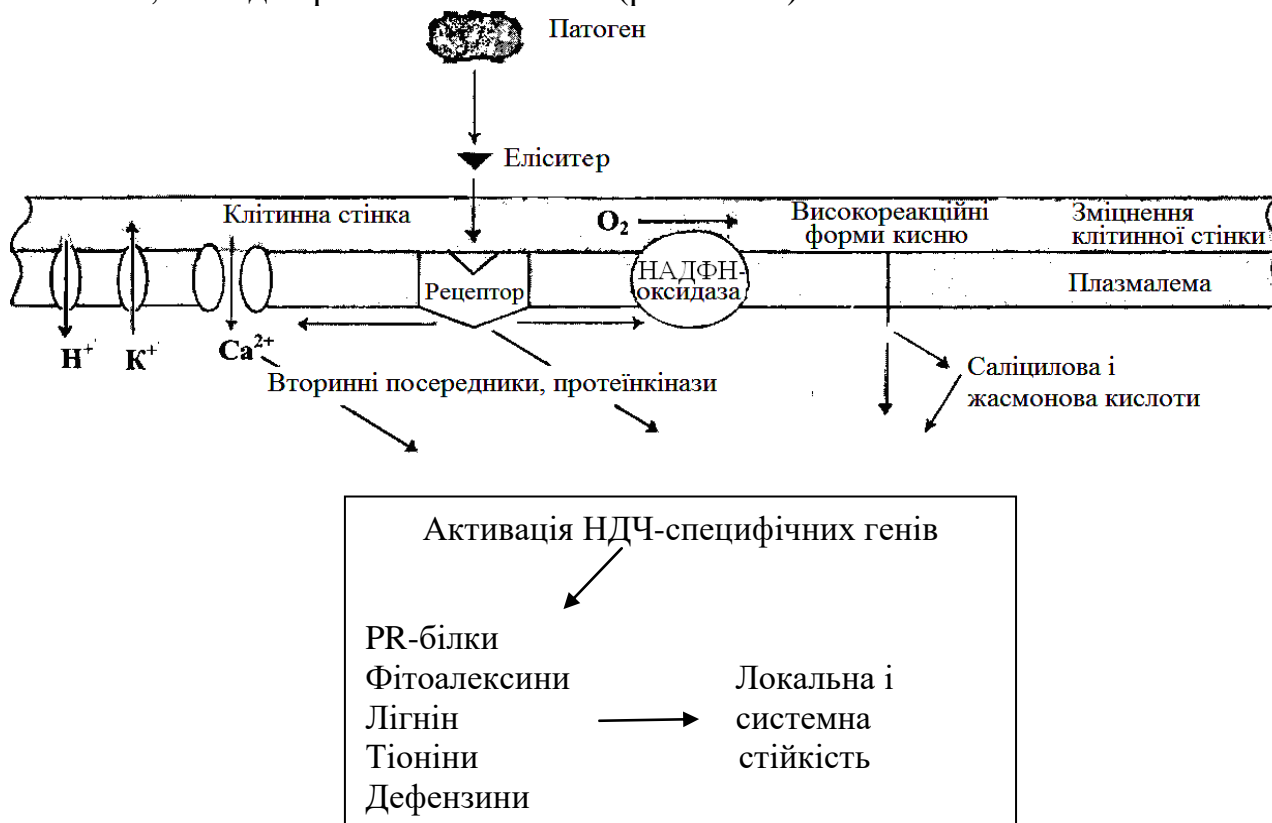 Патоген
Еліситер
Клітинна стінка
O₂
Високореакційні
форми кисню
Зміцнення
клітинної стінки
НАДФН-
оксидаза
Рецептор
Плазмалема
H⁺
K⁺
Ca²⁺
Вторинні посередники, протеїнкінази
Саліцилова і
жасмонова кислоти
Активація НДЧ-специфічних генів
PR-білки
Фітоалексини
Лігнін
Тіоніни
Дефензини
Локальна і
системна
стійкість